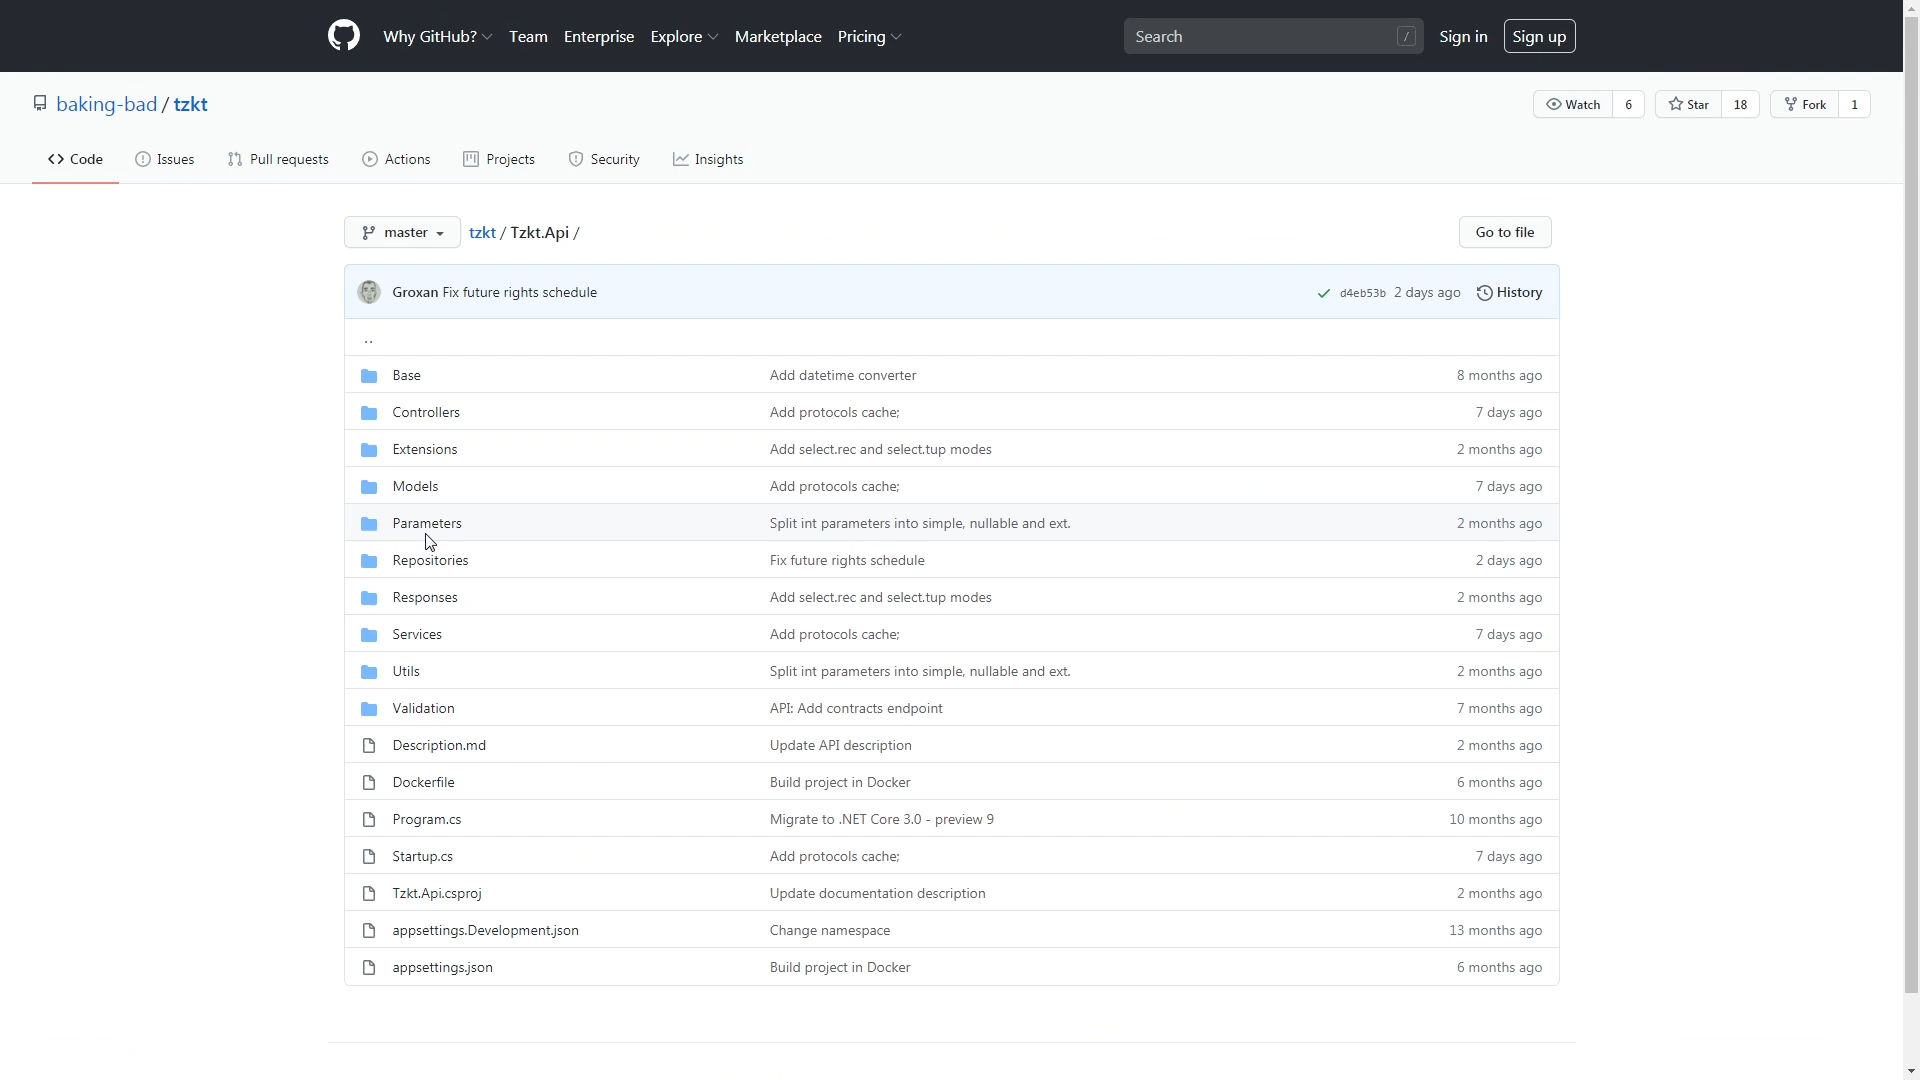 Why GitHub? Team Enterprise Explore Marketplace Pricing Search / Sign in Sign up
baking-bad / tzkt Watch 6 Star 18 Fork 1
Code Issues Pull requests Actions Projects Security Insights
master tzkt / Tzkt.Api / Go to file
Groxan Fix future rights schedule d4eb53b 2 days ago History
..
Base Add datetime converter 8 months ago
Controllers Add protocols cache; 7 days ago
Extensions Add select.rec and select.tup modes 2 months ago
Models Add protocols cache; 7 days ago
Parameters Split int parameters into simple, nullable and ext. 2 months ago
Repositories Fix future rights schedule 2 days ago
Responses Add select.rec and select.tup modes 2 months ago
Services Add protocols cache; 7 days ago
Utils Split int parameters into simple, nullable and ext. 2 months ago
Validation API: Add contracts endpoint 7 months ago
Description.md Update API description 2 months ago
Dockerfile Build project in Docker 6 months ago
Program.cs Migrate to .NET Core 3.0 - preview 9 10 months ago
Startup.cs Add protocols cache; 7 days ago
Tzkt.Api.csproj Update documentation description 2 months ago
appsettings.Development.json Change namespace 13 months ago
appsettings.json Build project in Docker 6 months ago